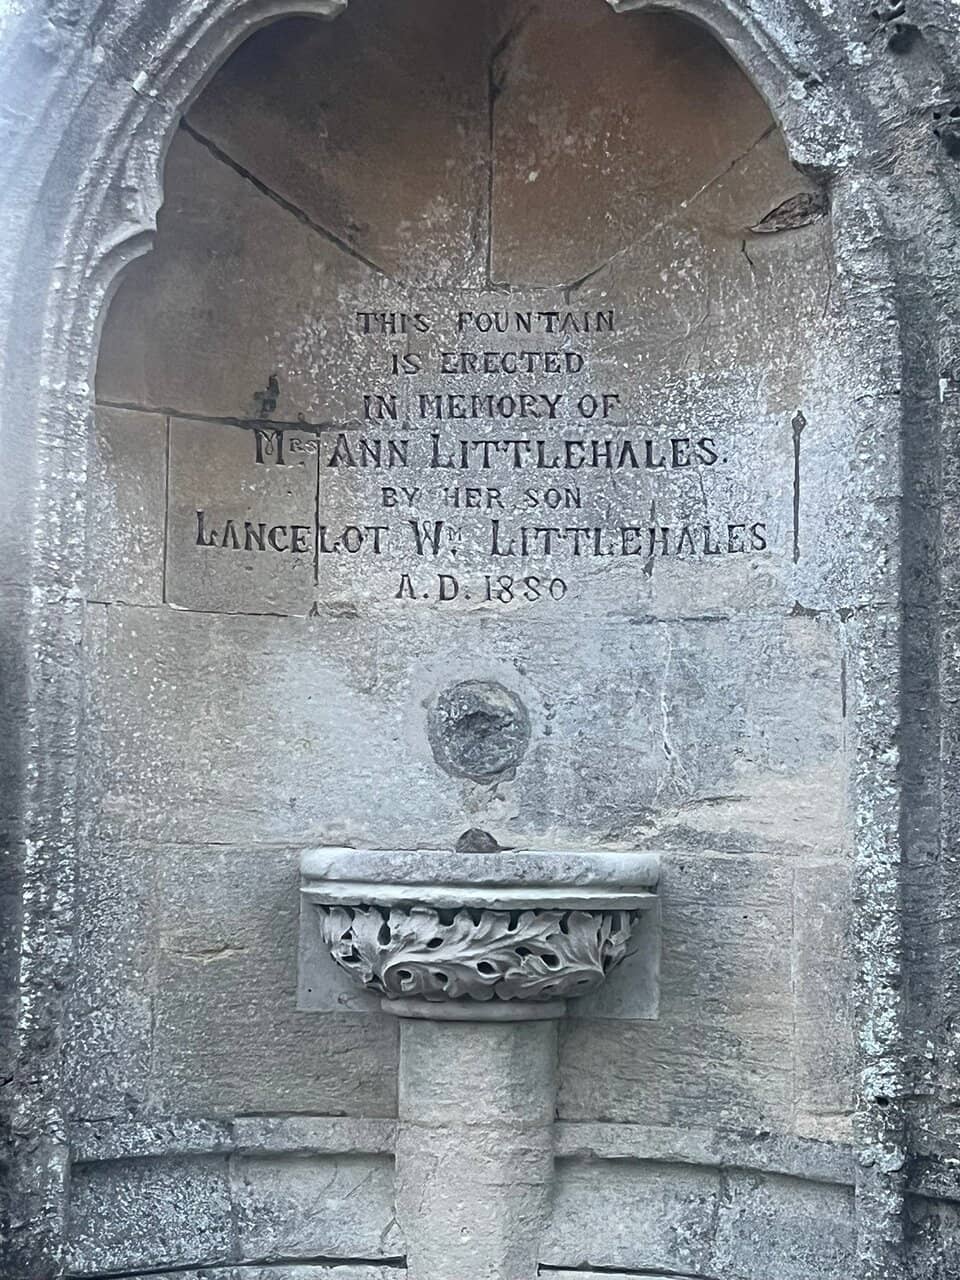 THIS FOUNTAIN
IS ERECTED
IN MEMORY OF
MRS. ANN LITTLEHALES.
BY HER SON
LANCELOT WM. LITTLEHALES
A.D. 1880.